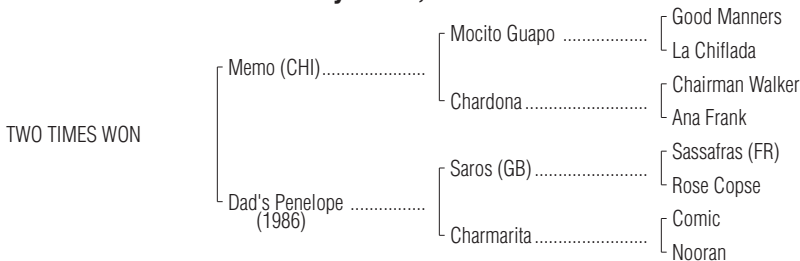 Good Manners
Mocito Guapo ..................
La Chiflada
Memo (CHI)......................
Chairman Walker
Chardona..........................
Ana Frank
TWO TIMES WON
Sassafras (FR)
Saros (GB)........................
Rose Copse
Dad's Penelope ................
(1986)
Comic
Charmarita........................
Nooran